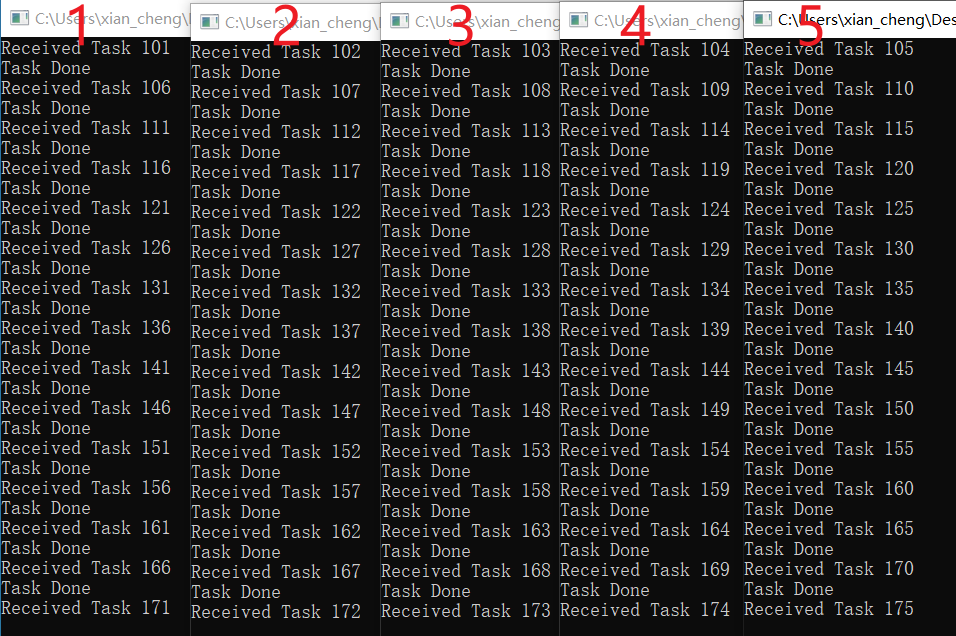 1
C:\Users\xian_cheng\
Received Task 101
Task Done
Received Task 106
Task Done
Received Task 111
Task Done
Received Task 116
Task Done
Received Task 121
Task Done
Received Task 126
Task Done
Received Task 131
Task Done
Received Task 136
Task Done
Received Task 141
Task Done
Received Task 146
Task Done
Received Task 151
Task Done
Received Task 156
Task Done
Received Task 161
Task Done
Received Task 166
Task Done
Received Task 171
2
C:\Users\xian_cheng\
Received Task 102
Task Done
Received Task 107
Task Done
Received Task 112
Task Done
Received Task 117
Task Done
Received Task 122
Task Done
Received Task 127
Task Done
Received Task 132
Task Done
Received Task 137
Task Done
Received Task 142
Task Done
Received Task 147
Task Done
Received Task 152
Task Done
Received Task 157
Task Done
Received Task 162
Task Done
Received Task 167
Task Done
Received Task 172
3
C:\Users\xian_cheng
Received Task 103
Task Done
Received Task 108
Task Done
Received Task 113
Task Done
Received Task 118
Task Done
Received Task 123
Task Done
Received Task 128
Task Done
Received Task 133
Task Done
Received Task 138
Task Done
Received Task 143
Task Done
Received Task 148
Task Done
Received Task 153
Task Done
Received Task 158
Task Done
Received Task 163
Task Done
Received Task 168
Task Done
Received Task 173
4
C:\Users\xian_cheng\
Received Task 104
Task Done
Received Task 109
Task Done
Received Task 114
Task Done
Received Task 119
Task Done
Received Task 124
Task Done
Received Task 129
Task Done
Received Task 134
Task Done
Received Task 139
Task Done
Received Task 144
Task Done
Received Task 149
Task Done
Received Task 154
Task Done
Received Task 159
Task Done
Received Task 164
Task Done
Received Task 169
Task Done
Received Task 174
5
C:\Users\xian_cheng\Des
Received Task 105
Task Done
Received Task 110
Task Done
Received Task 115
Task Done
Received Task 120
Task Done
Received Task 125
Task Done
Received Task 130
Task Done
Received Task 135
Task Done
Received Task 140
Task Done
Received Task 145
Task Done
Received Task 150
Task Done
Received Task 155
Task Done
Received Task 160
Task Done
Received Task 165
Task Done
Received Task 170
Task Done
Received Task 175